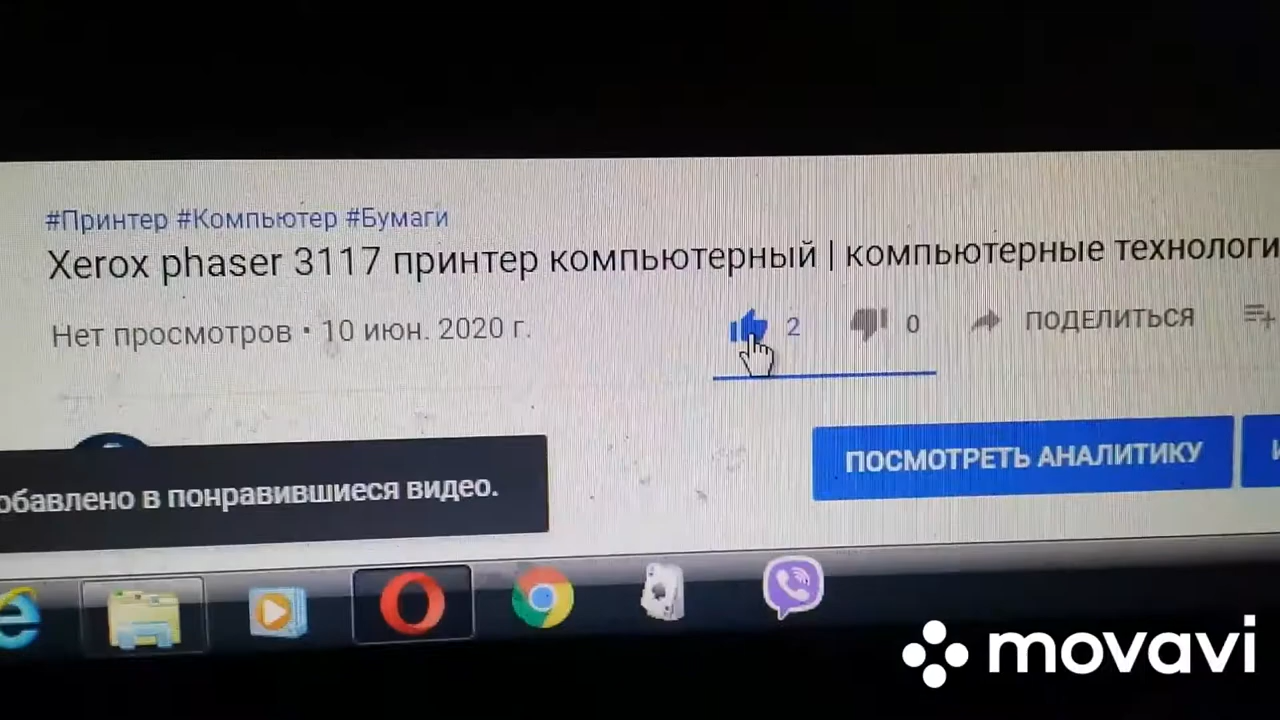 #Принтер #Компьютер #Бумаги
Xerox phaser 3117 принтер компьютерный | компьютерные технологи
Нет просмотров • 10 июн. 2020 г.
2
0
ПОДЕЛИТЬСЯ
ПОСМОТРЕТЬ АНАЛИТИКУ
обавлено в понравившиеся видео.
movavi